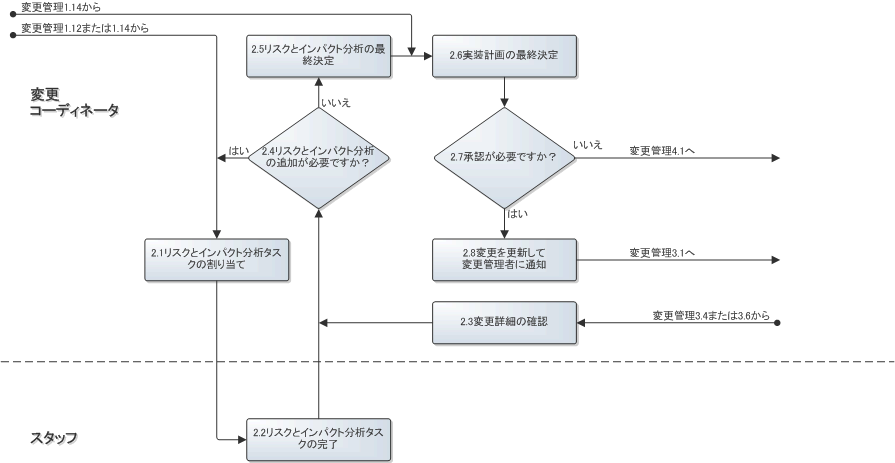 変更管理1.14から
変更管理1.12または1.14から
2.5リスクとインパクト分析の最
終決定
2.6実装計画の最終決定
変更
コーディネータ
いいえ
はい
2.4リスクとインパクト分析
の追加が必要ですか？
2.7承認が必要ですか？
いいえ
変更管理4.1へ
はい
2.1リスクとインパクト分析タス
クの割り当て
2.8変更を更新して
変更管理者に通知
変更管理3.1へ
2.3変更詳細の確認
変更管理3.4または3.6から
スタッフ
2.2リスクとインパクト分析タス
クの完了